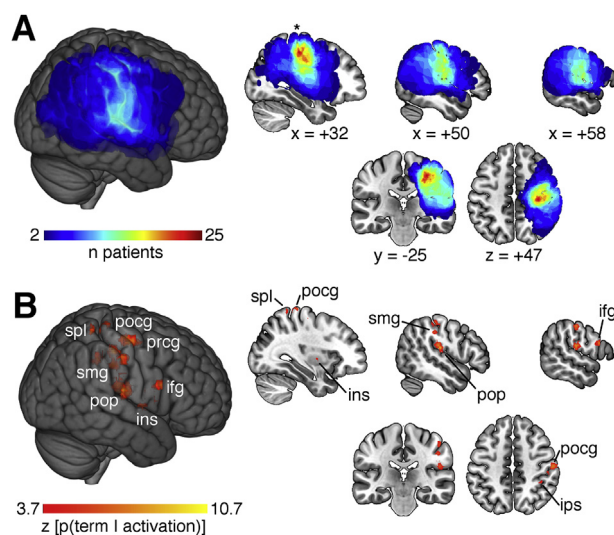 A
*
x = +32
x = +50
x = +58
2
25
n patients
y = -25
z = +47
B
spl
pocg
prcg
smg
ifg
pop
ins
spl
pocg
ins
smg
pop
ifg
pocg
ips
3.7
10.7
z [p(term I activation)]